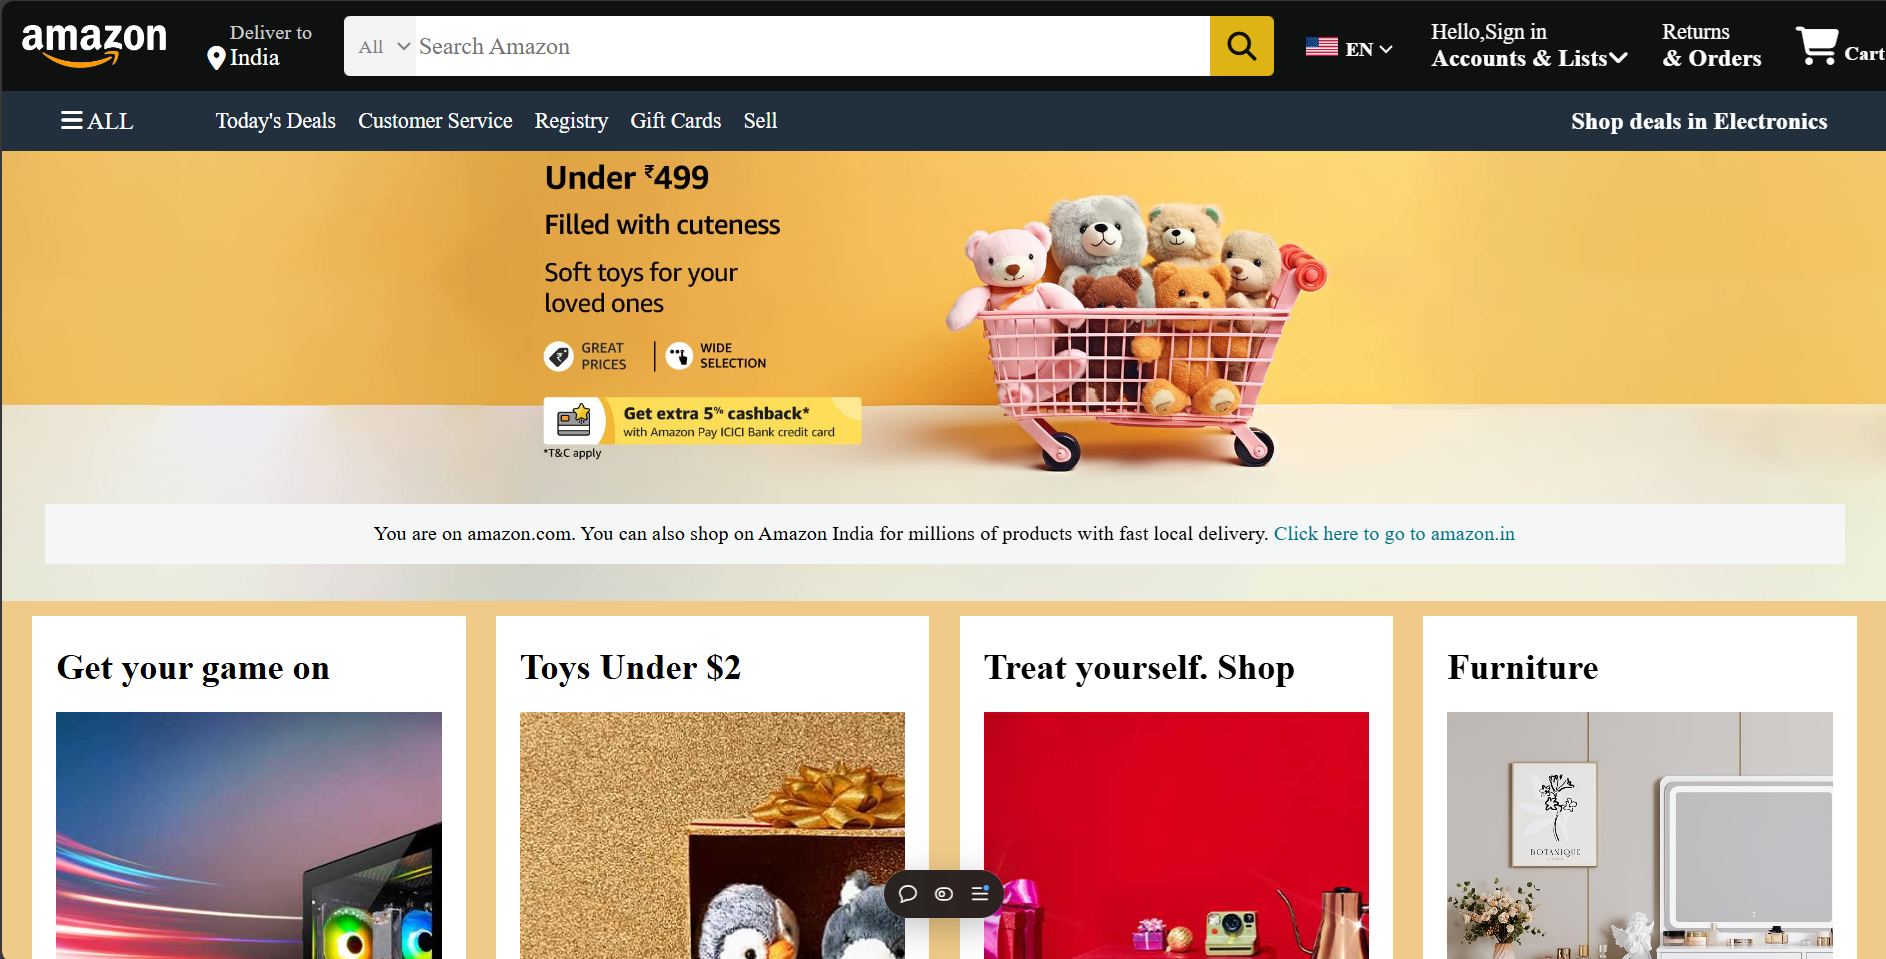 amazon
Deliver to
India
All
Search Amazon
EN
Hello,Sign in
Accounts & Lists
Returns
& Orders
Cart
ALL
Today's Deals
Customer Service
Registry
Gift Cards
Sell
Shop deals in Electronics
Under ₹499
Filled with cuteness
Soft toys for your
loved ones
GREAT
PRICES
WIDE
SELECTION
Get extra 5% cashback*
with Amazon Pay ICICI Bank credit card
*T&C apply
You are on amazon.com. You can also shop on Amazon India for millions of products with fast local delivery. Click here to go to amazon.in
Get your game on
Toys Under $2
Treat yourself. Shop
Furniture
BOTANIQUE